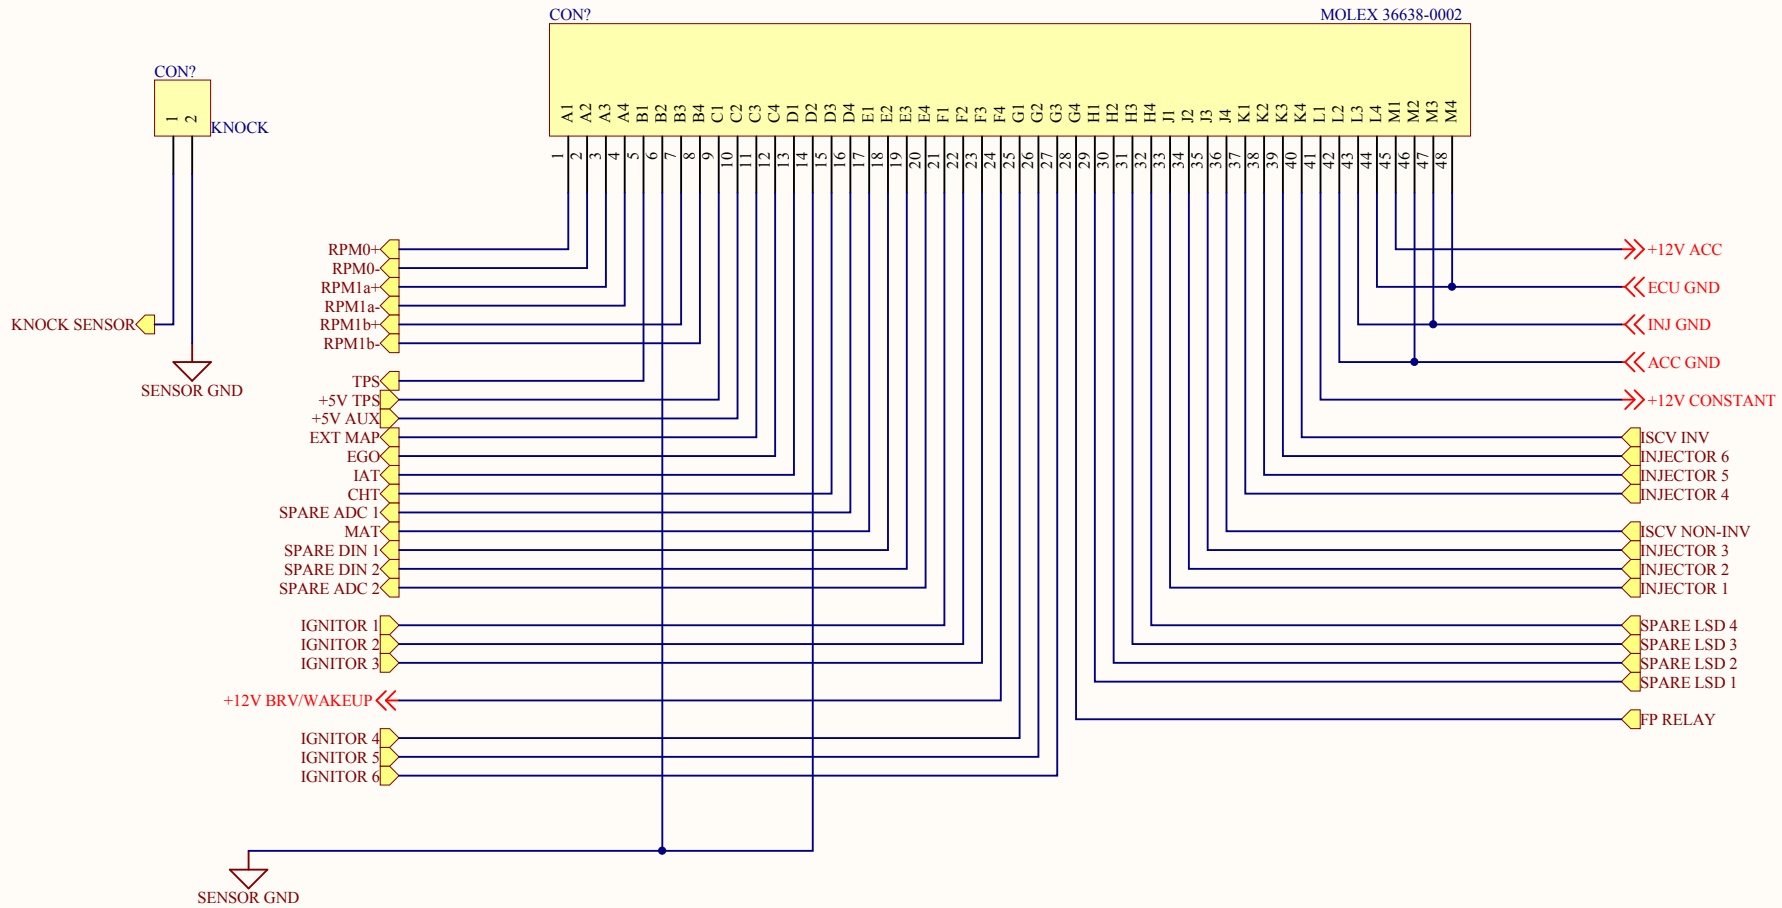 CON?
MOLEX 36638-0002
CON?
1
2
KNOCK
A1 A2 A3 A4 B1 B2 B3 B4 C1 C2 C3 C4 D1 D2 D3 D4 E1 E2 E3 E4 F1 F2 F3 F4 G1 G2 G3 G4 H1 H2 H3 H4 J1 J2 J3 J4 K1 K2 K3 K4 L1 L2 L3 L4 M1 M2 M3 M4
1 2 3 4 5 6 7 8 9 10 11 12 13 14 15 16 17 18 19 20 21 22 23 24 25 26 27 28 29 30 31 32 33 34 35 36 37 38 39 40 41 42 43 44 45 46 47 48
KNOCK SENSOR
SENSOR GND
RPM0+
RPM0-
RPM1a+
RPM1a-
RPM1b+
RPM1b-
TPS
+5V TPS
+5V AUX
EXT MAP
EGO
IAT
CHT
SPARE ADC 1
MAT
SPARE DIN 1
SPARE DIN 2
SPARE ADC 2
IGNITOR 1
IGNITOR 2
IGNITOR 3
+12V BRV/WAKEUP
IGNITOR 4
IGNITOR 5
IGNITOR 6
SENSOR GND
+12V ACC
ECU GND
INJ GND
ACC GND
+12V CONSTANT
ISCV INV
INJECTOR 6
INJECTOR 5
INJECTOR 4
ISCV NON-INV
INJECTOR 3
INJECTOR 2
INJECTOR 1
SPARE LSD 4
SPARE LSD 3
SPARE LSD 2
SPARE LSD 1
FP RELAY